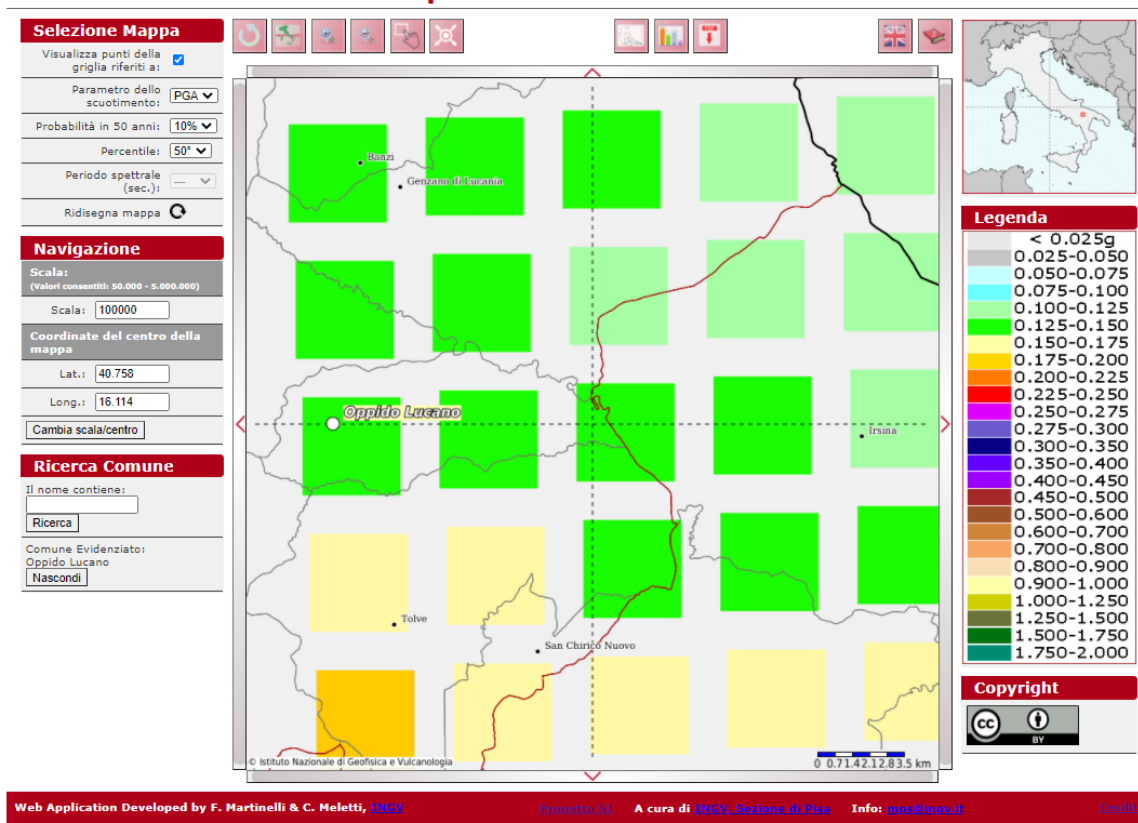 Selezione Mappa
Visualizza punti della
griglia riferiti a:
Parametro dello
scuotimento: PGA
Probabilità in 50 anni: 10%
Percentile: 50°
Periodo spettrale
(sec.): ---
Ridisegna mappa
Navigazione
Scala:
(Valori consentiti: 50.000 - 5.000.000)
Scala: 100000
Coordinate del centro della
mappa
Lat.: 40.758
Long.: 16.114
Cambia scala/centro
Ricerca Comune
Il nome contiene:
Ricerca
Comune Evidenziato:
Oppido Lucano
Nascondi
Banzi
Genzano di Lucania
Oppido Lucano
Irsina
Tolve
San Chirico Nuovo
© Istituto Nazionale di Geofisica e Vulcanologia
0 0.71.42.12.83.5 km
Legenda
< 0.025g
0.025-0.050
0.050-0.075
0.075-0.100
0.100-0.125
0.125-0.150
0.150-0.175
0.175-0.200
0.200-0.225
0.225-0.250
0.250-0.275
0.275-0.300
0.300-0.350
0.350-0.400
0.400-0.450
0.450-0.500
0.500-0.600
0.600-0.700
0.700-0.800
0.800-0.900
0.900-1.000
1.000-1.250
1.250-1.500
1.500-1.750
1.750-2.000
Copyright
cc
BY
Web Application Developed by F. Martinelli & C. Meletti, INGV Progetto S1 A cura di INGV, Sezione di Pisa Info: mps@ingv.it